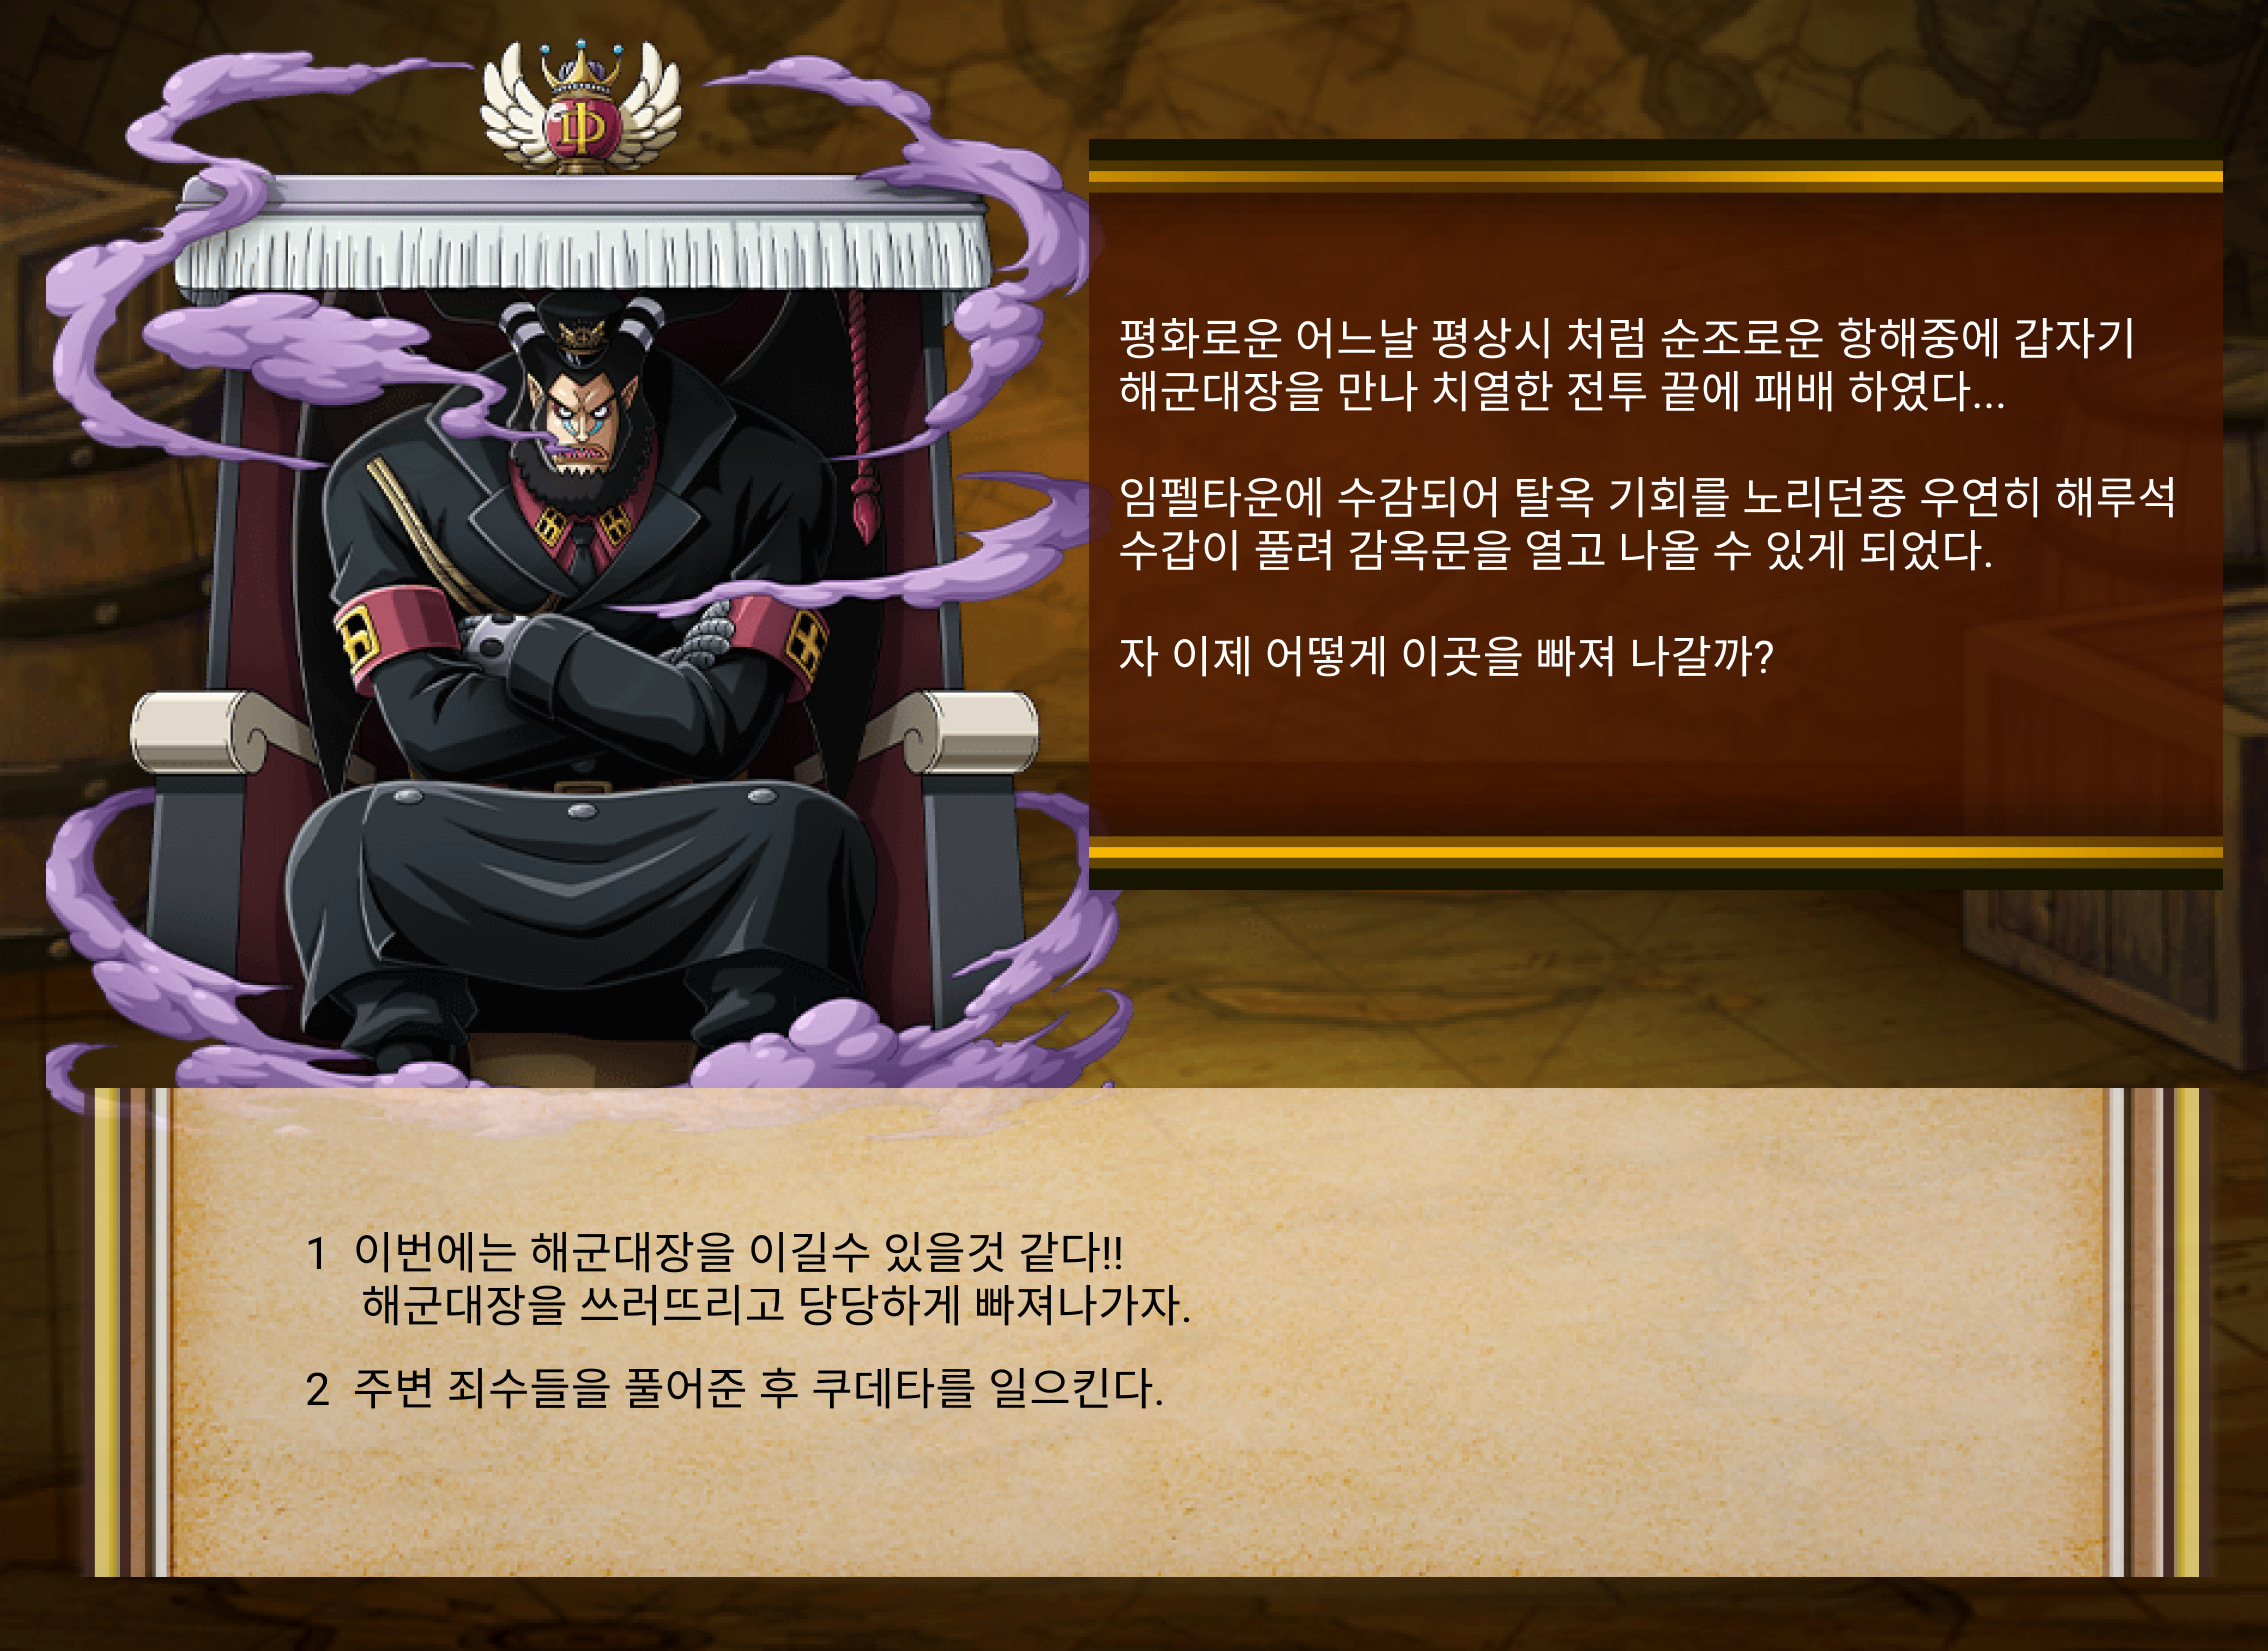 평화로운 어느날 평상시 처럼 순조로운 항해중에 갑자기
해군대장을 만나 치열한 전투 끝에 패배 하였다...
임펠타운에 수감되어 탈옥 기회를 노리던중 우연히 해루석
수갑이 풀려 감옥문을 열고 나올 수 있게 되었다.
자 이제 어떻게 이곳을 빠져 나갈까?
1 이번에는 해군대장을 이길수 있을것 같다!!
해군대장을 쓰러뜨리고 당당하게 빠져나가자.
2 주변 죄수들을 풀어준 후 쿠데타를 일으킨다.